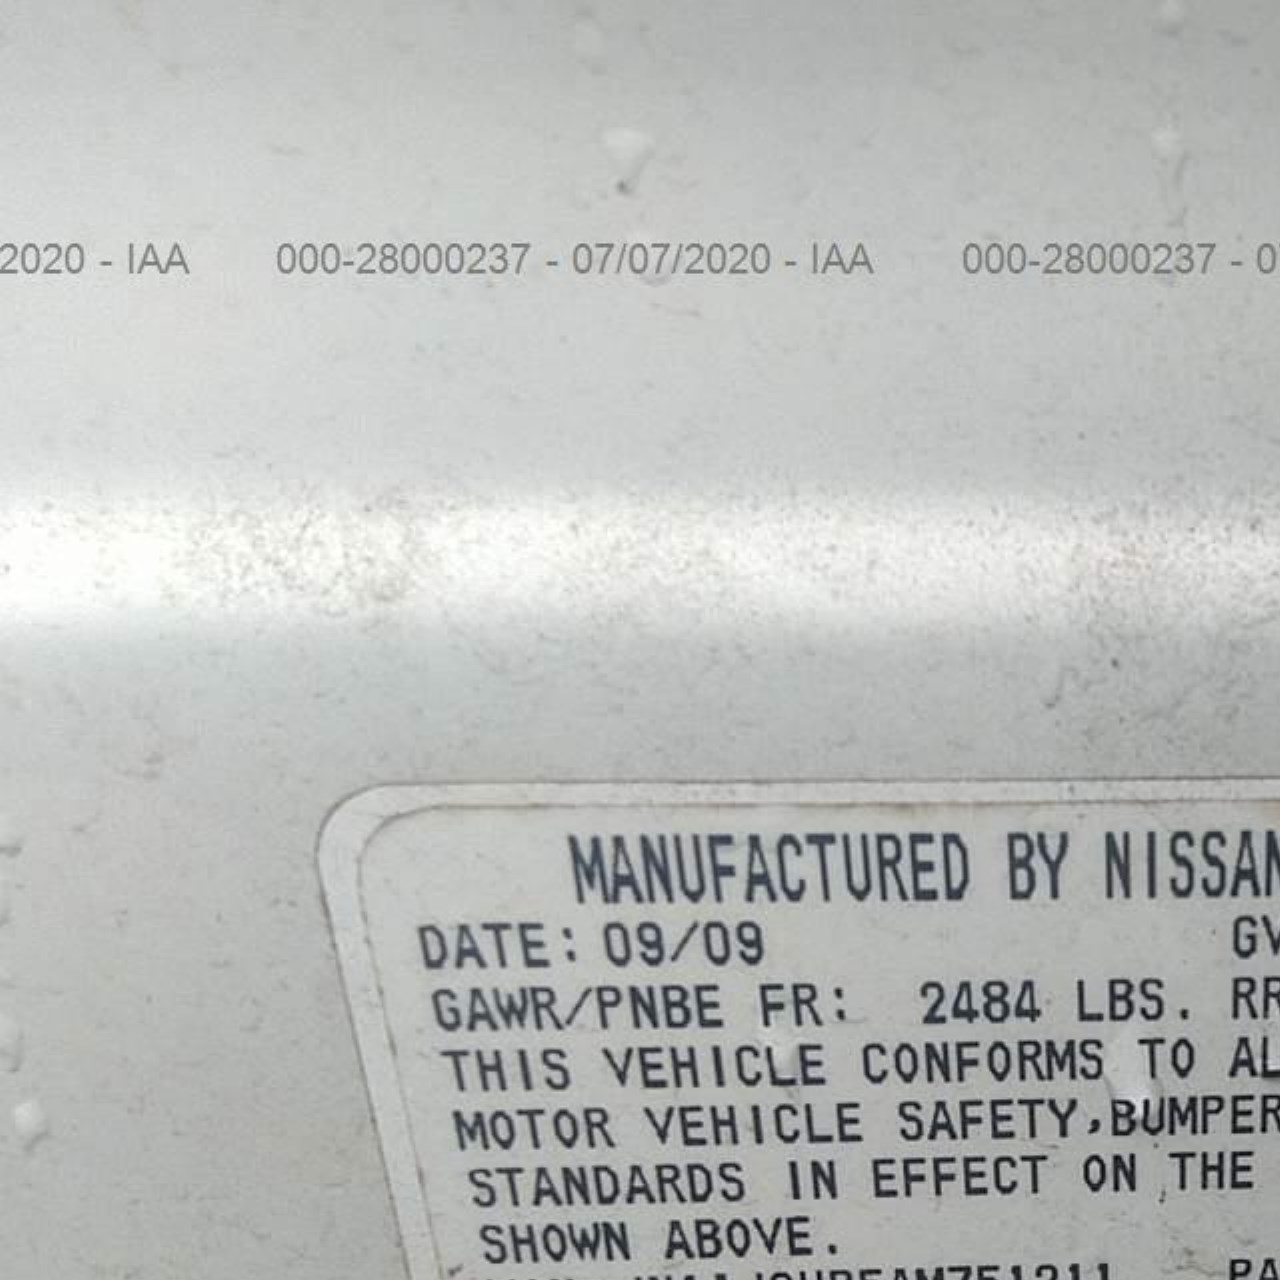 2020 - IAA 000-28000237 - 07/07/2020 - IAA 000-28000237 - 0
MANUFACTURED BY NISSAN
DATE: 09/09 GV
GAWR/PNBE FR: 2484 LBS. RR
THIS VEHICLE CONFORMS TO AL
MOTOR VEHICLE SAFETY,BUMPER
STANDARDS IN EFFECT ON THE
SHOWN ABOVE.